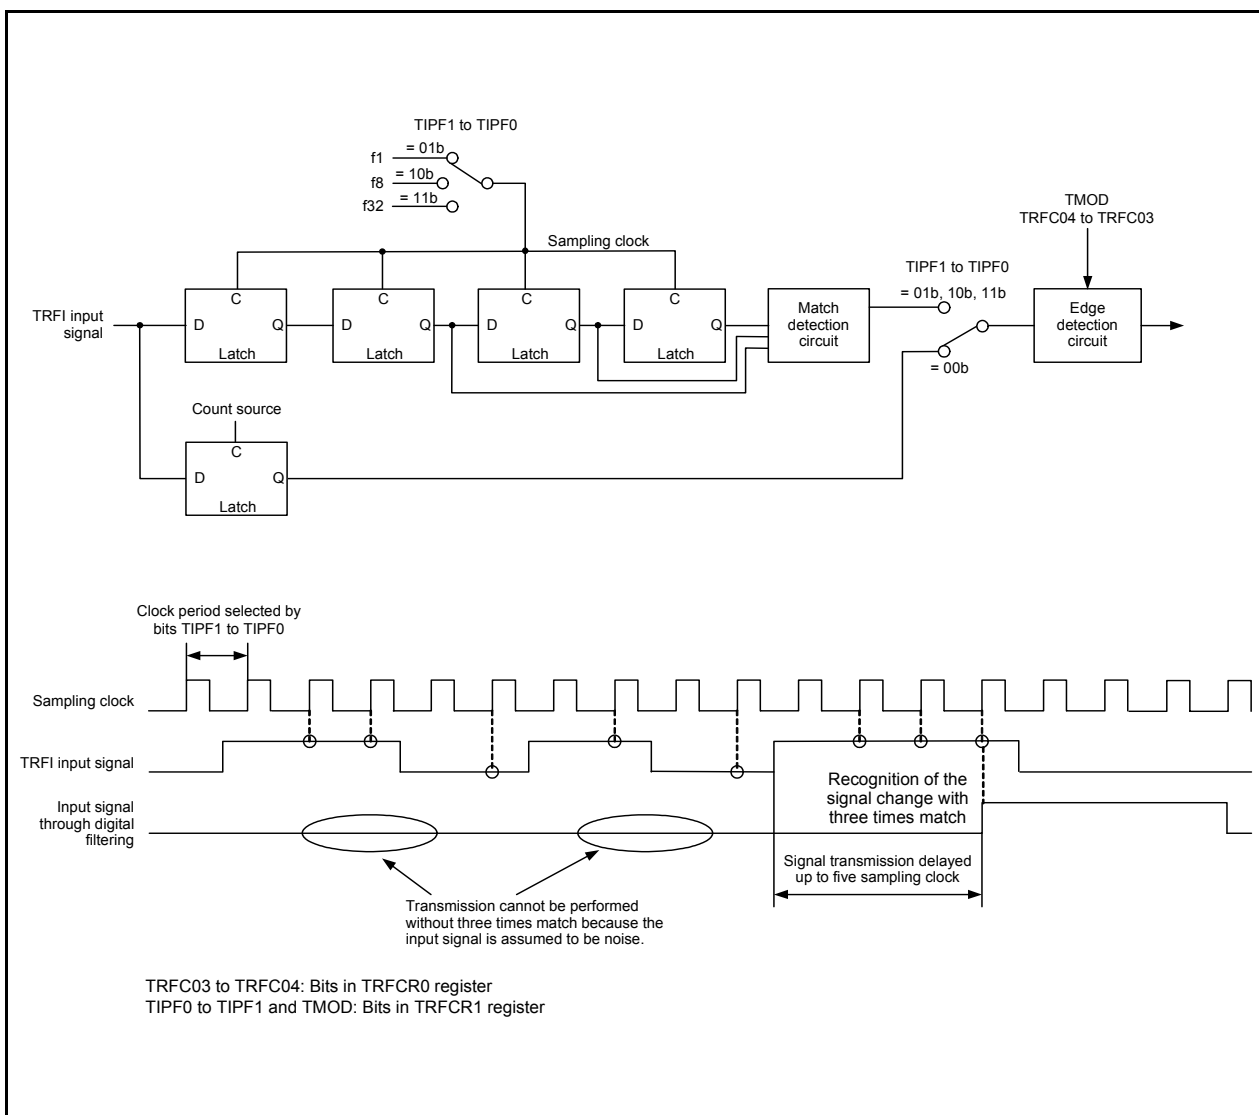 TIPF1 to TIPF0
f1
= 01b
f8
= 10b
f32
= 11b
Sampling clock
TMOD
TRFC04 to TRFC03
TIPF1 to TIPF0
= 01b, 10b, 11b
TRFI input
signal
C
D
Q
Latch
C
D
Q
Latch
C
D
Q
Latch
C
D
Q
Latch
Match
detection
circuit
Edge
detection
circuit
= 00b
Count source
C
D
Q
Latch
Clock period selected by
bits TIPF1 to TIPF0
Sampling clock
TRFI input signal
Input signal
through digital
filtering
Recognition of the
signal change with
three times match
Signal transmission delayed
up to five sampling clock
Transmission cannot be performed
without three times match because the
input signal is assumed to be noise.
TRFC03 to TRFC04: Bits in TRFCR0 register
TIPF0 to TIPF1 and TMOD: Bits in TRFCR1 register